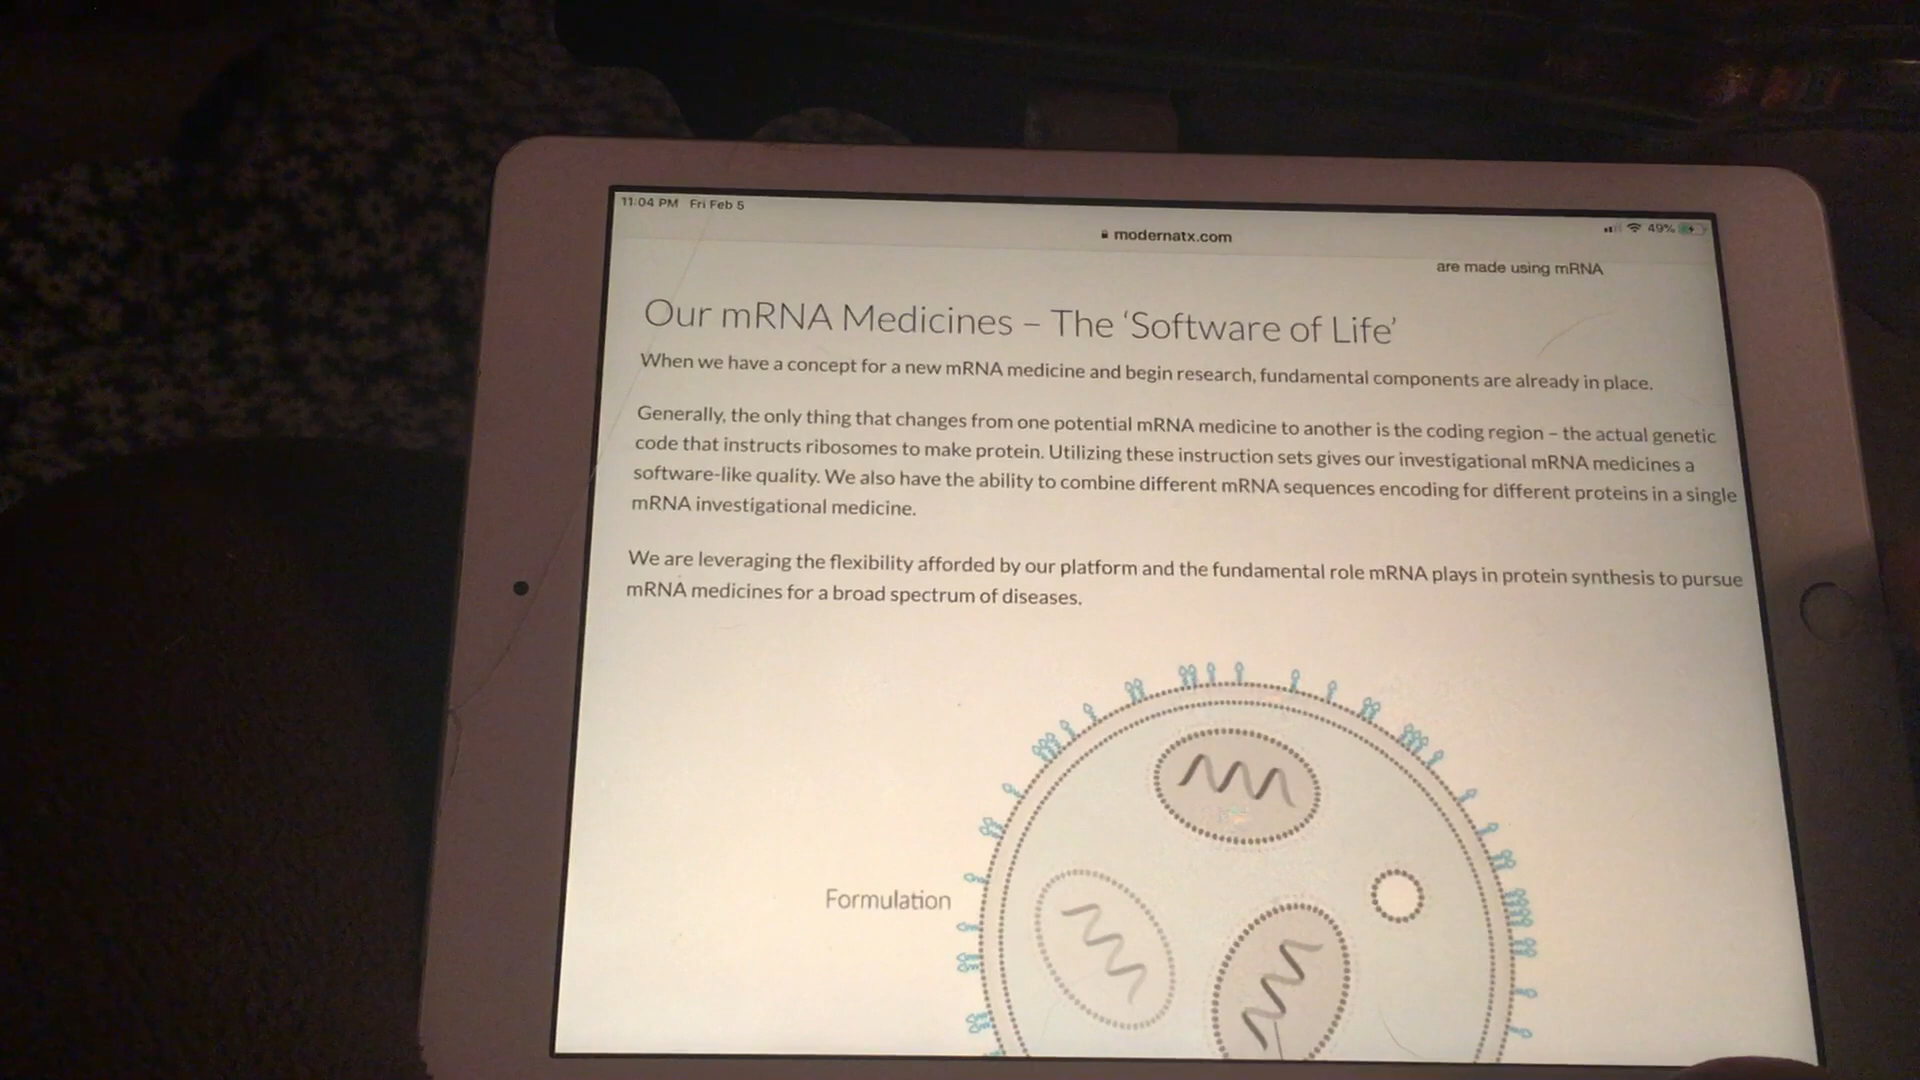 11:04 PM Fri Feb 5
modernatx.com
49%
are made using mRNA
Our mRNA Medicines – The ‘Software of Life’
When we have a concept for a new mRNA medicine and begin research, fundamental components are already in place.
Generally, the only thing that changes from one potential mRNA medicine to another is the coding region – the actual genetic
code that instructs ribosomes to make protein. Utilizing these instruction sets gives our investigational mRNA medicines a
software-like quality. We also have the ability to combine different mRNA sequences encoding for different proteins in a single
mRNA investigational medicine.
We are leveraging the flexibility afforded by our platform and the fundamental role mRNA plays in protein synthesis to pursue
mRNA medicines for a broad spectrum of diseases.
Formulation